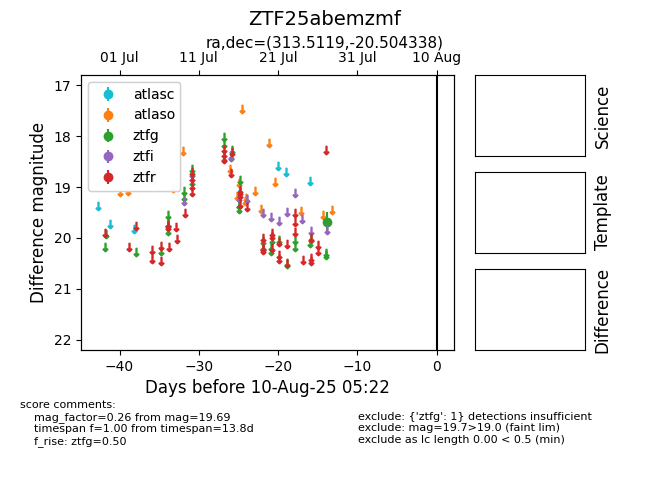 ZTF25abemzmf
ra,dec=(313.5119,-20.504338)
01 Jul 11 Jul 21 Jul 31 Jul 10 Aug
17
18
19
20
21
22
Difference magnitude
atlasc
atlaso
ztfg
ztfi
ztfr
−40 −30 −20 −10 0
Days before 10-Aug-25 05:22
Science
Template
Difference
score comments:
mag_factor=0.26 from mag=19.69
timespan f=1.00 from timespan=13.8d
f_rise: ztfg=0.50
exclude: {'ztfg': 1} detections insufficient
exclude: mag=19.7>19.0 (faint lim)
exclude as lc length 0.00 < 0.5 (min)